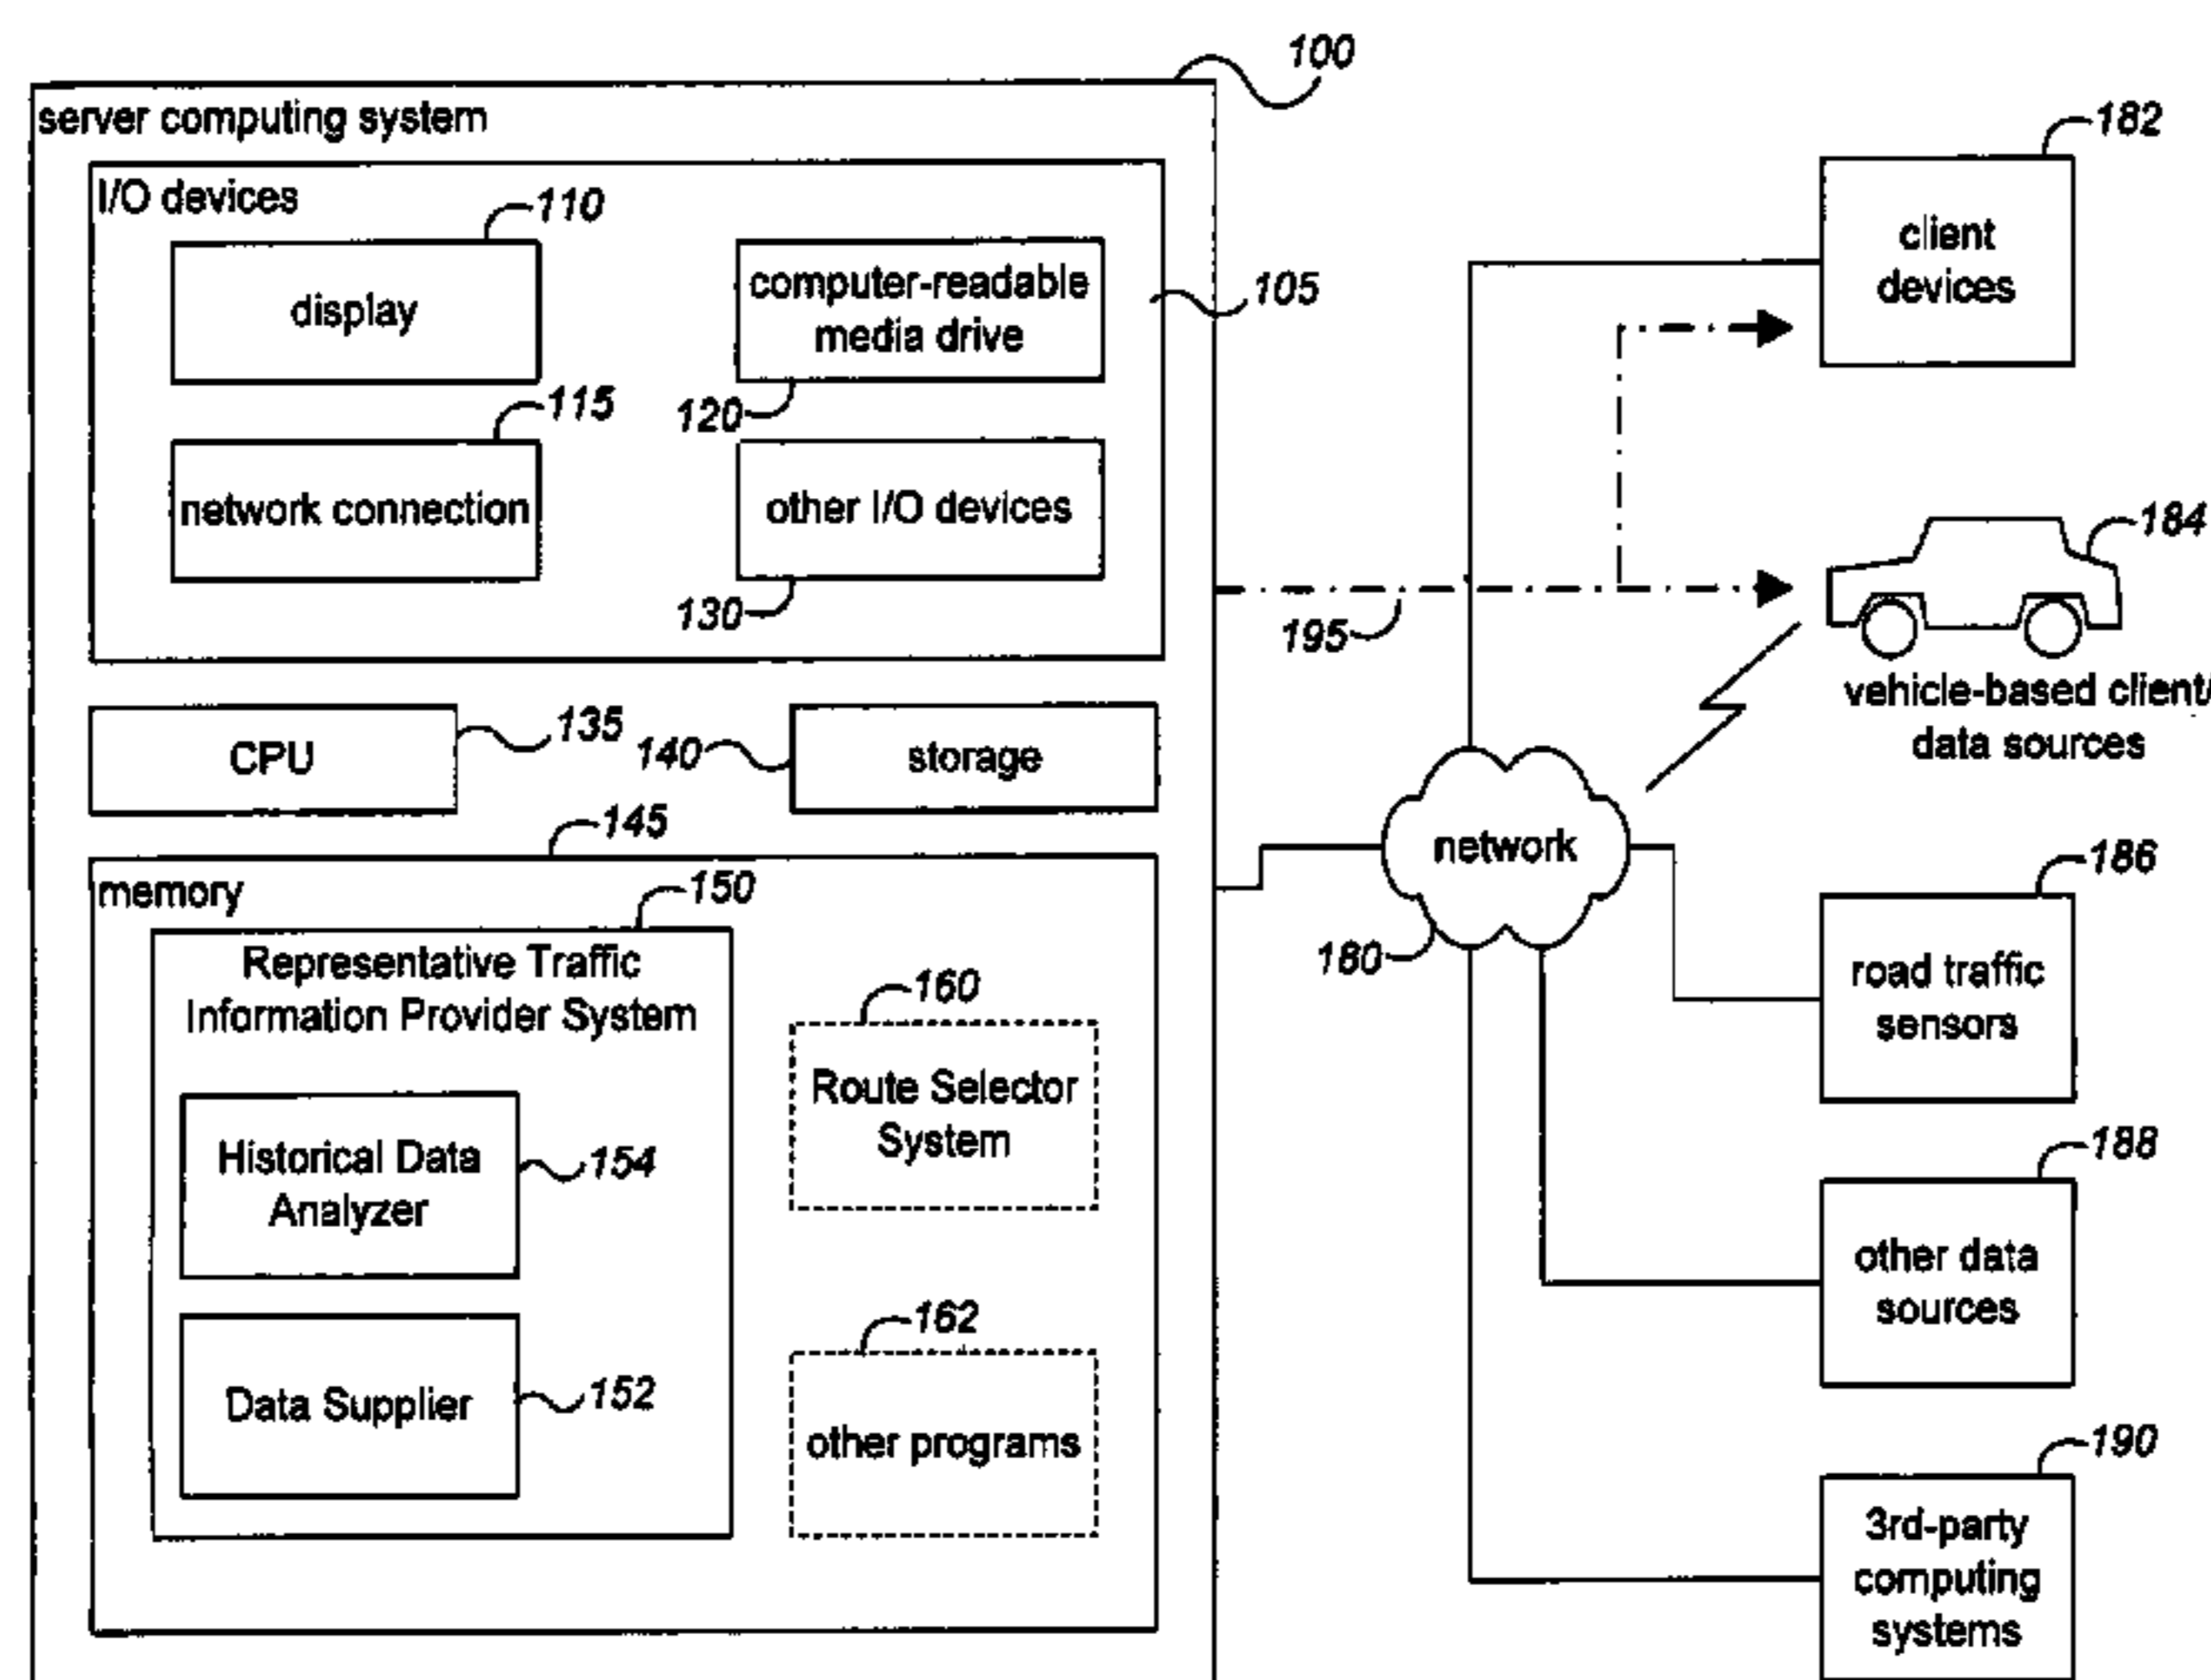 100
server computing system
I/O devices
110
display
computer-readable
media drive
120
105
115
network connection
other I/O devices
130
CPU
135
140
storage
145
memory
150
Representative Traffic
Information Provider System
Historical Data
Analyzer
154
Data Supplier
152
160
Route Selector
System
162
other programs
182
client
devices
195
184
vehicle-based client/
data sources
network
180
186
road traffic
sensors
188
other data
sources
190
3rd-party
computing
systems